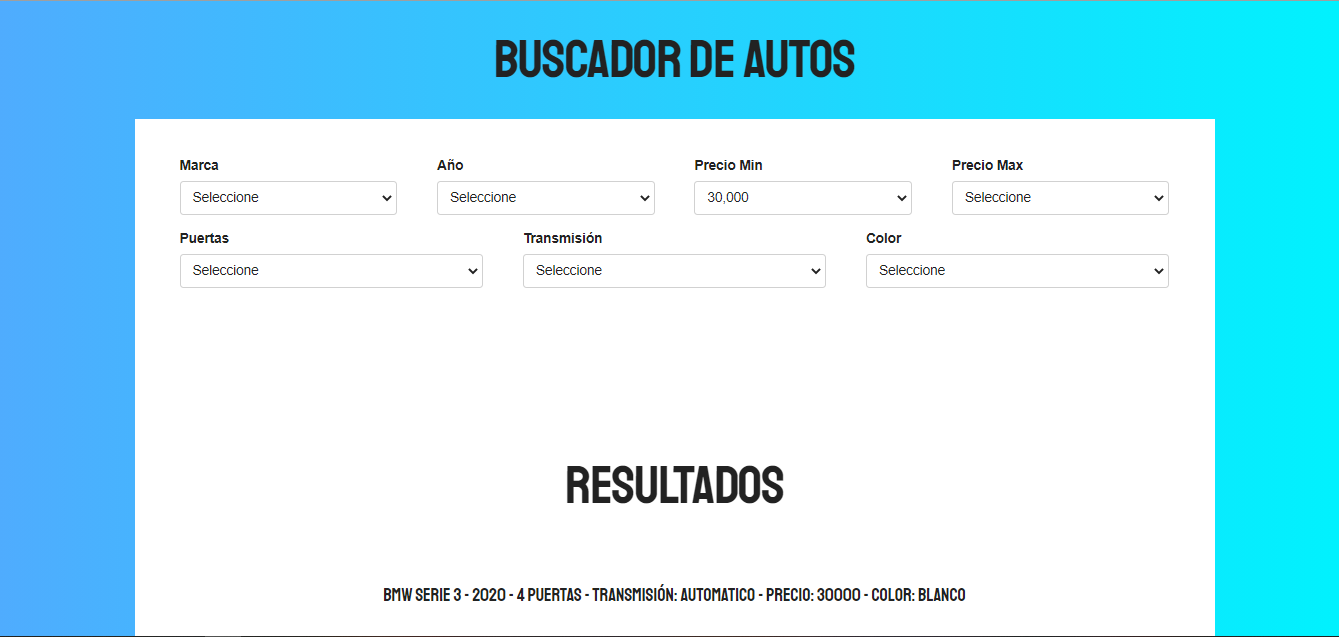 BUSCADOR DE AUTOS
Marca Año Precio Min Precio Max
Seleccione Seleccione 30,000 Seleccione
Puertas Transmisión Color
Seleccione Seleccione Seleccione
RESULTADOS
BMW SERIE 3 - 2020 - 4 PUERTAS - TRANSMISIÓN: AUTOMATICO - PRECIO: 30000 - COLOR: BLANCO